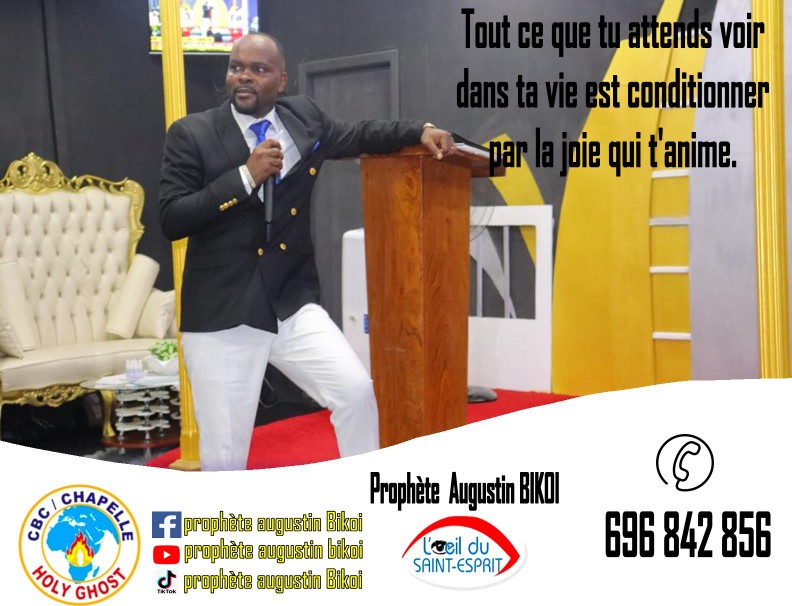 Tout ce que tu attends voir
dans ta vie est conditionner
par la joie qui t'anime.
Prophète Augustin BIKOI
CBC / CHAPELLE
HOLY GHOST
prophète augustin Bikoi
prophète augustin bikoi
TikTok prophète augustin Bikoi
L'œil du
SAINT-ESPRIT
696 842 856